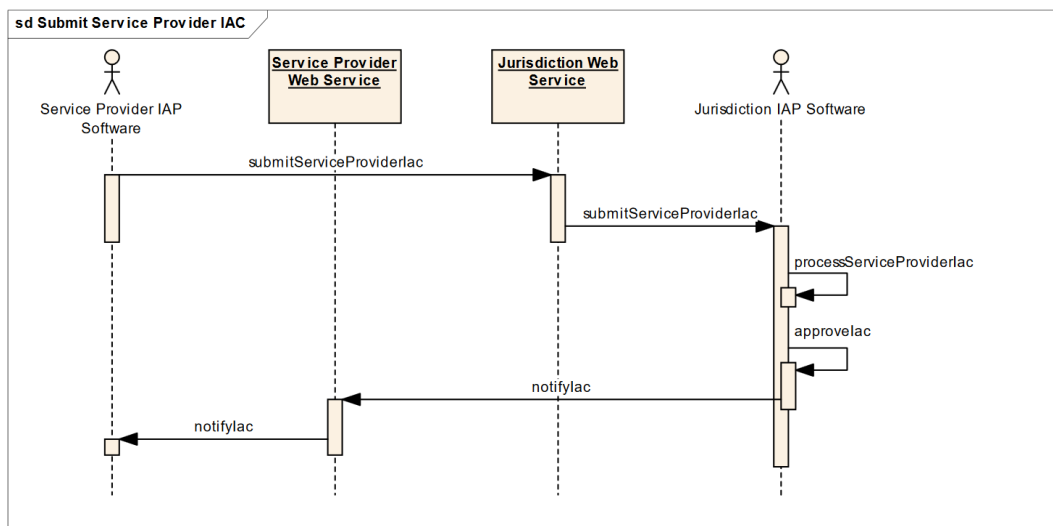 sd Submit Service Provider IAC
Service Provider
Web Service
Jurisdiction Web
Service
Service Provider IAP
Software
Jurisdiction IAP Software
submitServiceProviderIac
submitServiceProviderIac
processServiceProviderIac
approveIac
notifyIac
notifyIac